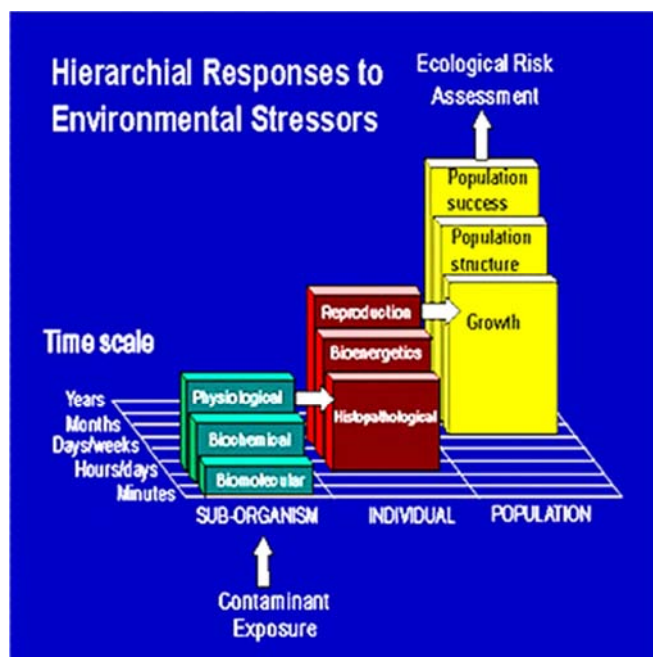 Hierarchial Responses to
Environmental Stressors
Ecological Risk
Assessment
Population
success
Population
structure
Growth
Reproduction
Bioenergetics
Histopathological
Time scale
Physiological
Biochemical
Biomolecular
Years
Months
Days/weeks
Hours/days
Minutes
SUB-ORGANISM
INDIVIDUAL
POPULATION
Contaminant
Exposure